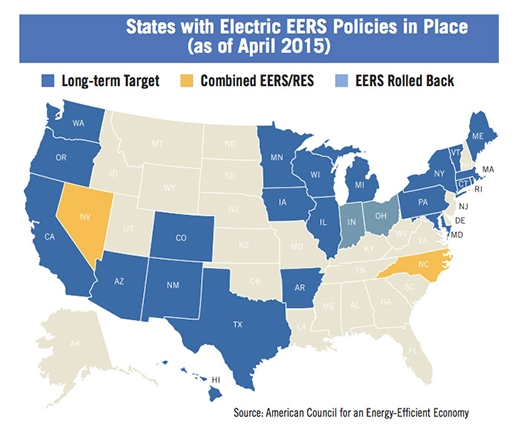 States with Electric EERS Policies in Place
(as of April 2015)
Long-term Target
Combined EERS/RES
EERS Rolled Back
WA
MT
ND
MN
ME
OR
ID
SD
WI
MI
VT
NH
NY
MA
WY
CT
RI
NV
NE
IA
PA
NJ
UT
IL
IN
OH
DE
CA
CO
KS
MO
WV
MD
KY
VA
AZ
NM
OK
AR
TN
NC
TX
LA
MS
AL
GA
SC
AK
HI
FL
Source: American Council for an Energy-Efficient Economy